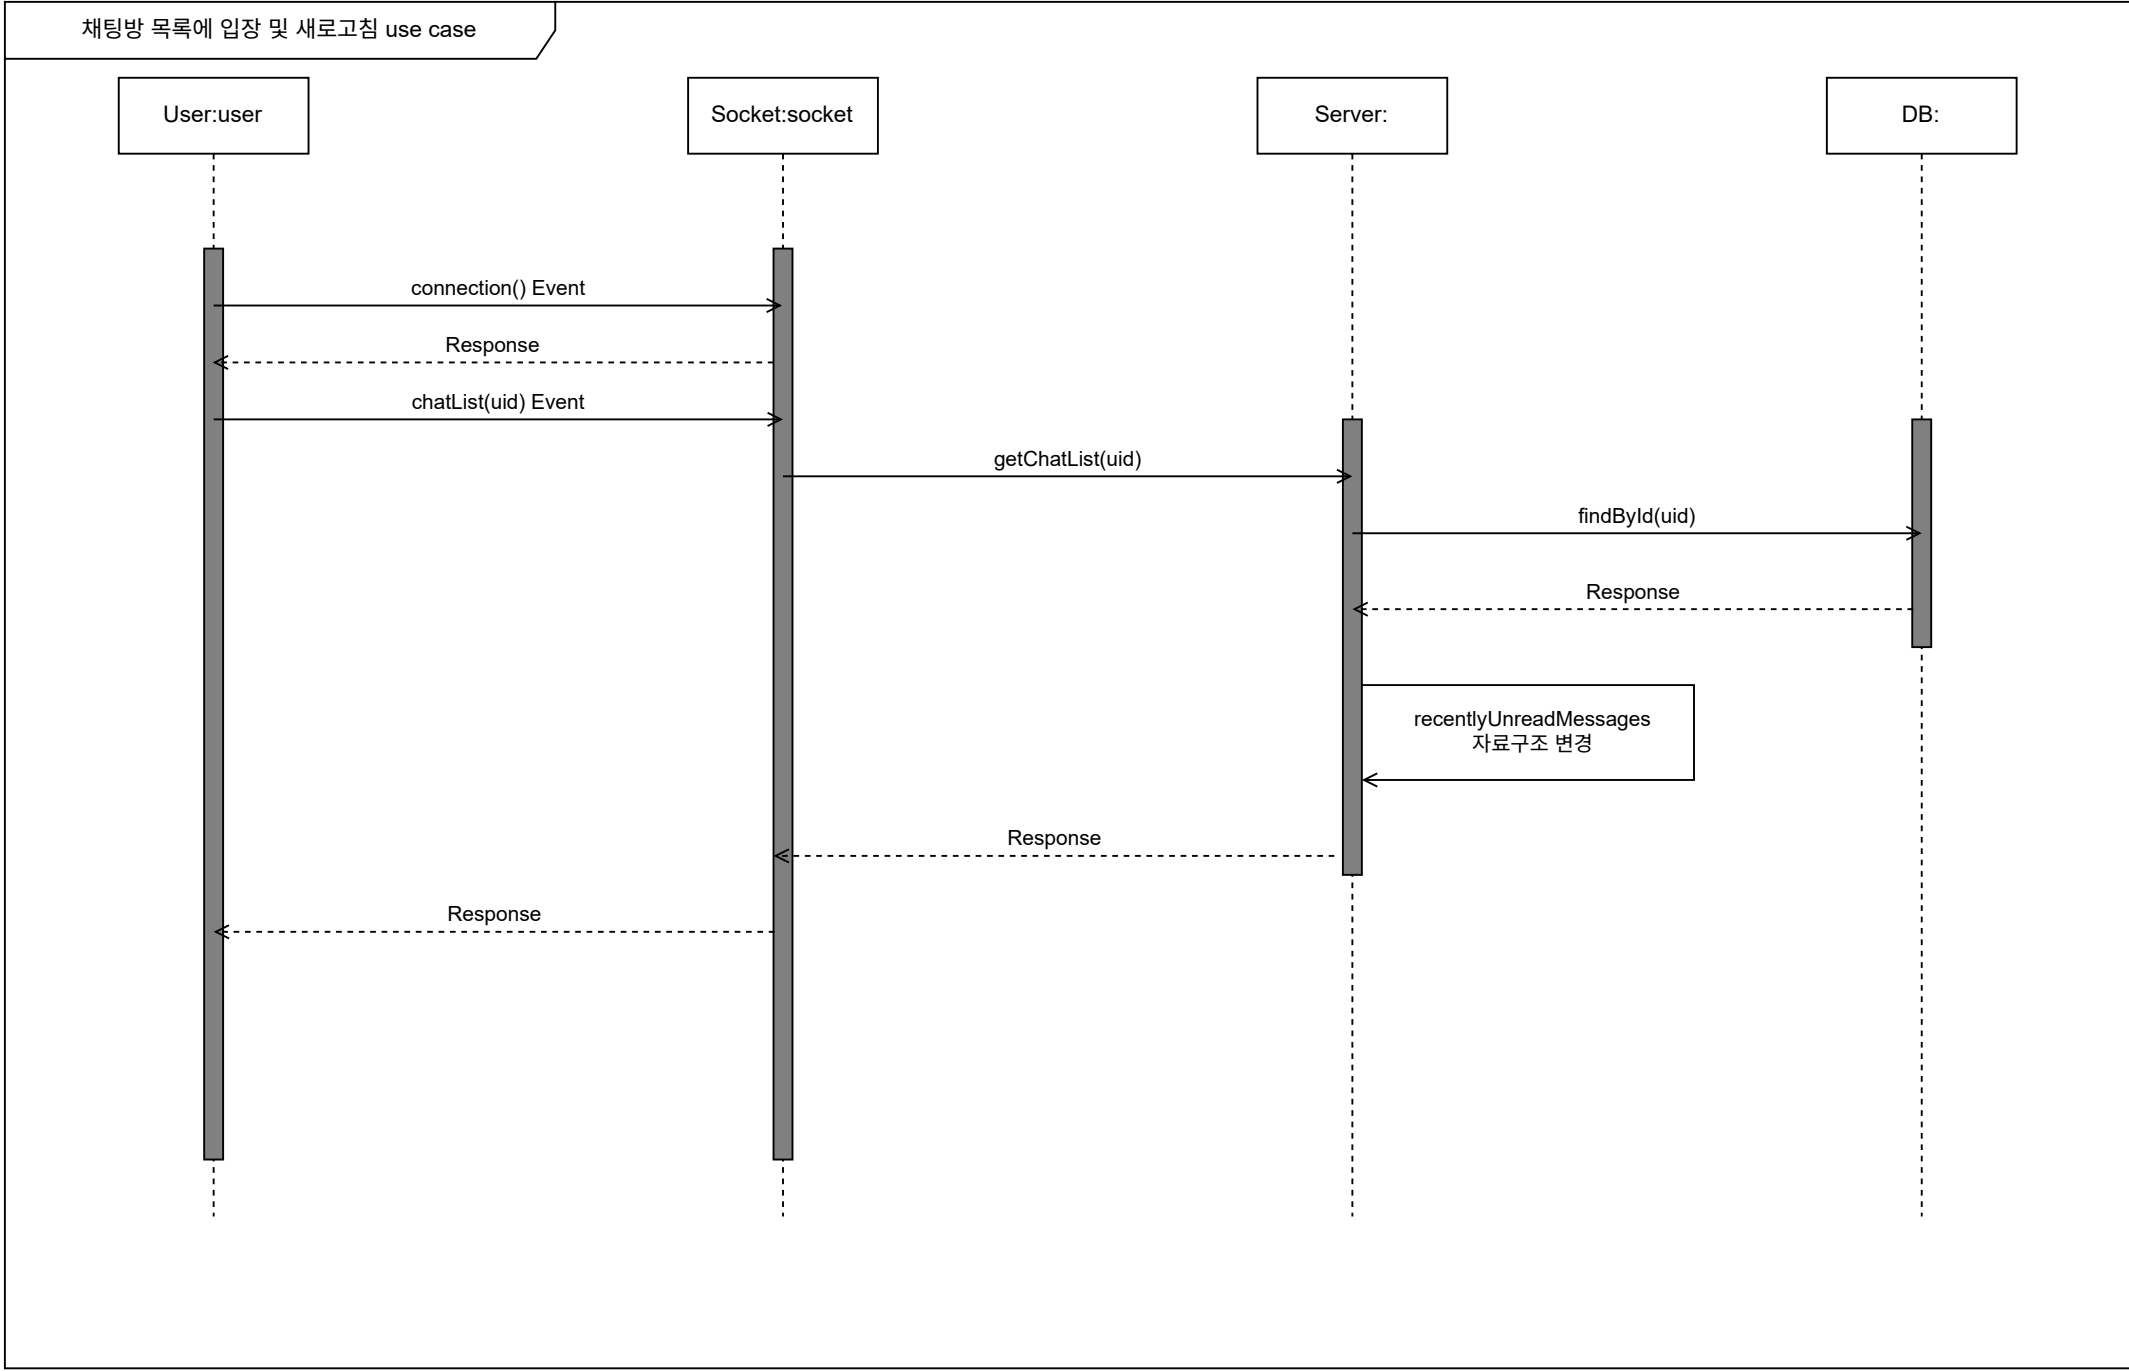 채팅방 목록에 입장 및 새로고침 use case
User:user
Socket:socket
Server:
DB:
connection() Event
Response
chatList(uid) Event
getChatList(uid)
findById(uid)
Response
recentlyUnreadMessages
자료구조 변경
Response
Response